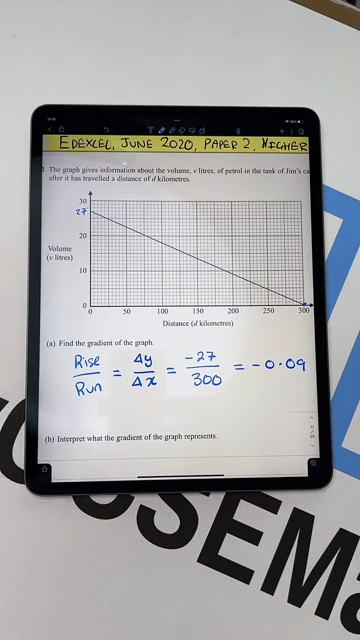 EDEXCEL, JUNE 2020, PAPER 2, HIGHER
2 The graph gives information about the volume, v litres, of petrol in the tank of Jim's ca
after it has travelled a distance of d kilometres.
30
27
20
Volume
(v litres)
10
0
0 50 100 150 200 250 300
Distance (d kilometres)
(a) Find the gradient of the graph.
Rise/Run = Δy/Δx = -27/300 = -0.09
(b) Interpret what the gradient of the graph represents.
CSEMa